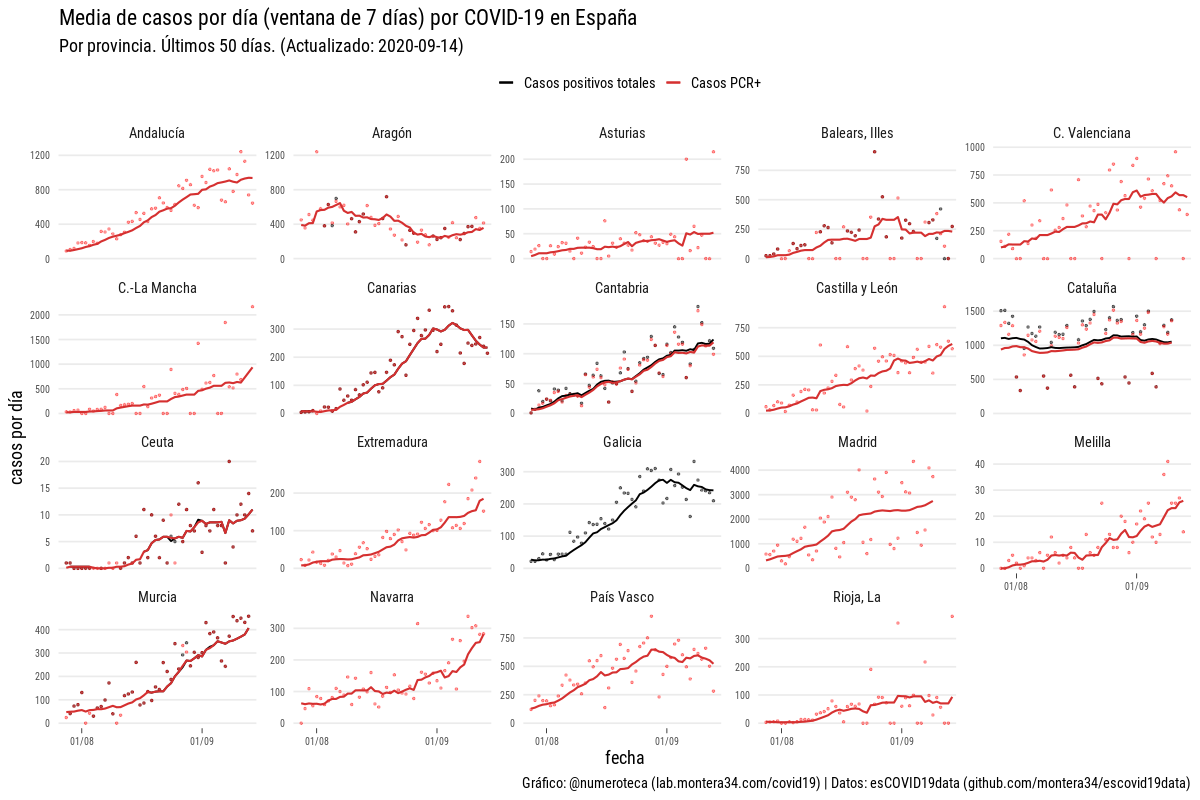 Media de casos por día (ventana de 7 días) por COVID-19 en España
Por provincia. Últimos 50 días. (Actualizado: 2020-09-14)
Casos positivos totales Casos PCR+
Andalucía Aragón Asturias Balears, Illes C. Valenciana
1200 800 400 0
1200 800 400 0
200 150 100 50 0
750 500 250 0
1000 750 500 250 0
C.-La Mancha Canarias Cantabria Castilla y León Cataluña
2000 1500 1000 500 0
300 200 100 0
150 100 50 0
750 500 250 0
1500 1000 500 0
casos por día
Ceuta Extremadura Galicia Madrid Melilla
20 15 10 5 0
200 100 0
300 200 100 0
4000 3000 2000 1000 0
40 30 20 10 0
01/08 01/09
Murcia Navarra País Vasco Rioja, La
400 300 200 100 0
300 200 100 0
750 500 250 0
300 200 100 0
01/08 01/09 01/08 01/09 01/08 01/09 01/08 01/09
fecha
Gráfico: @numeroteca (lab.montera34.com/covid19) | Datos: esCOVID19data (github.com/montera34/escovid19data)